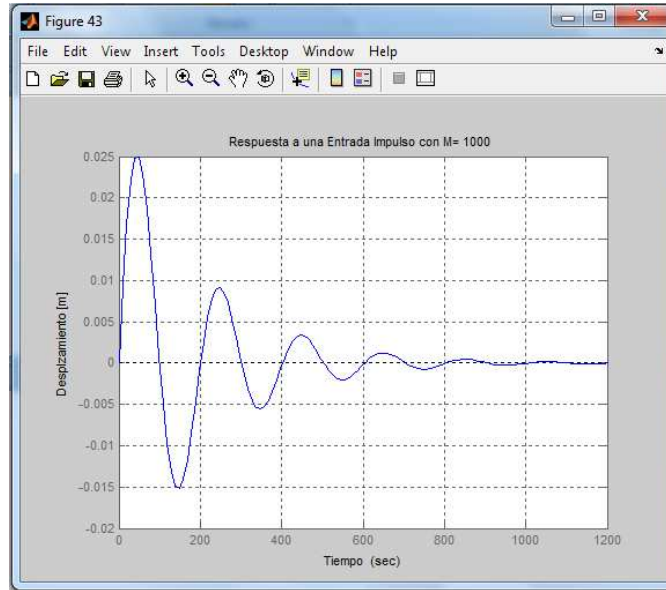 Figure 43
File Edit View Insert Tools Desktop Window Help
Respuesta a una Entrada Impulso con M= 1000
0.025
0.02
0.015
0.01
0.005
0
-0.005
-0.01
-0.015
-0.02
Desplzamiento [m]
0 200 400 600 800 1000 1200
Tiempo (sec)